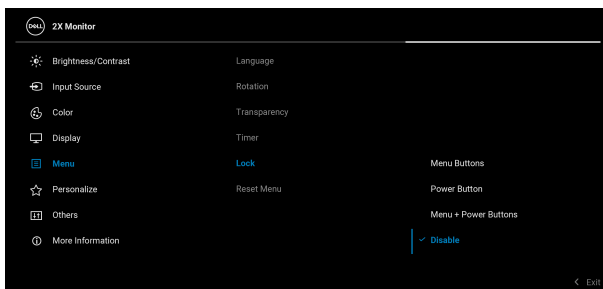 DELL 2X Monitor
Brightness/Contrast Language
Input Source Rotation
Color Transparency
Display Timer
Menu Lock Menu Buttons
Personalize Reset Menu Power Button
Others Menu + Power Buttons
More Information Disable
Exit